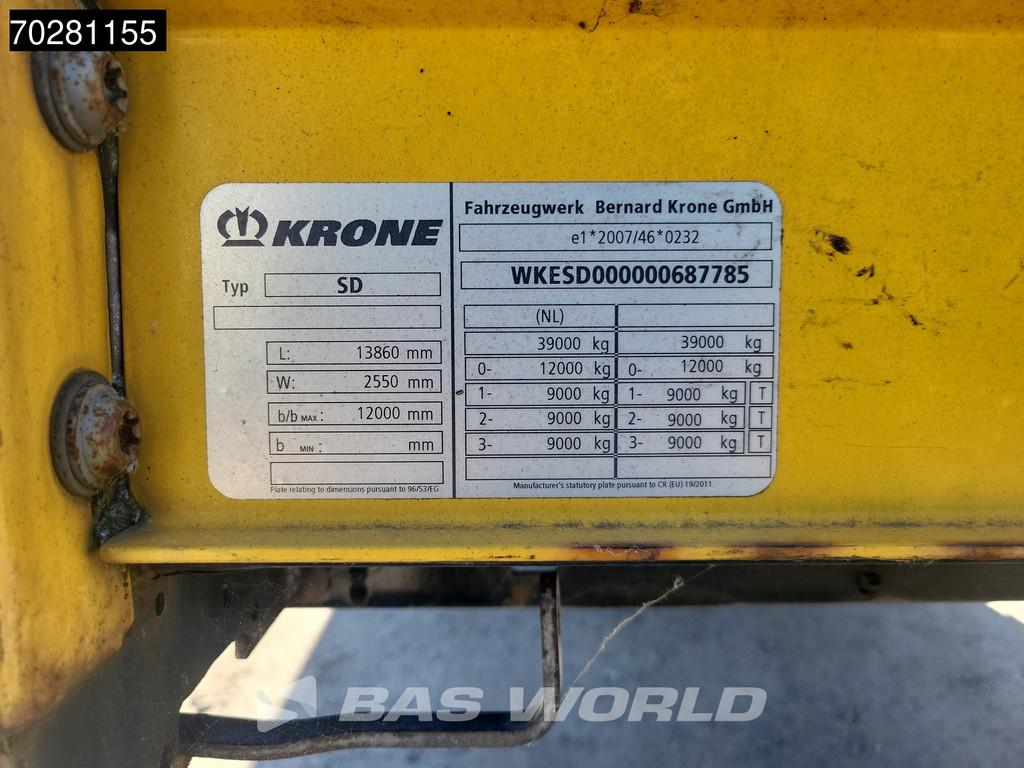 70281155
KRONE
Typ SD
L: 13860 mm
W: 2550 mm
b/b MAX: 12000 mm
b MIN: mm
Plate relating to dimensions pursuant to 96/53/EG
Fahrzeugwerk Bernard Krone GmbH
e1*2007/46*0232
WKESD000000687785
(NL)
39000 kg 39000 kg
0- 12000 kg 0- 12000 kg
1- 9000 kg 1- 9000 kg T
2- 9000 kg 2- 9000 kg T
3- 9000 kg 3- 9000 kg T
Manufacturer's statutory plate pursuant to CR (EU) 19/2011
BAS WORLD